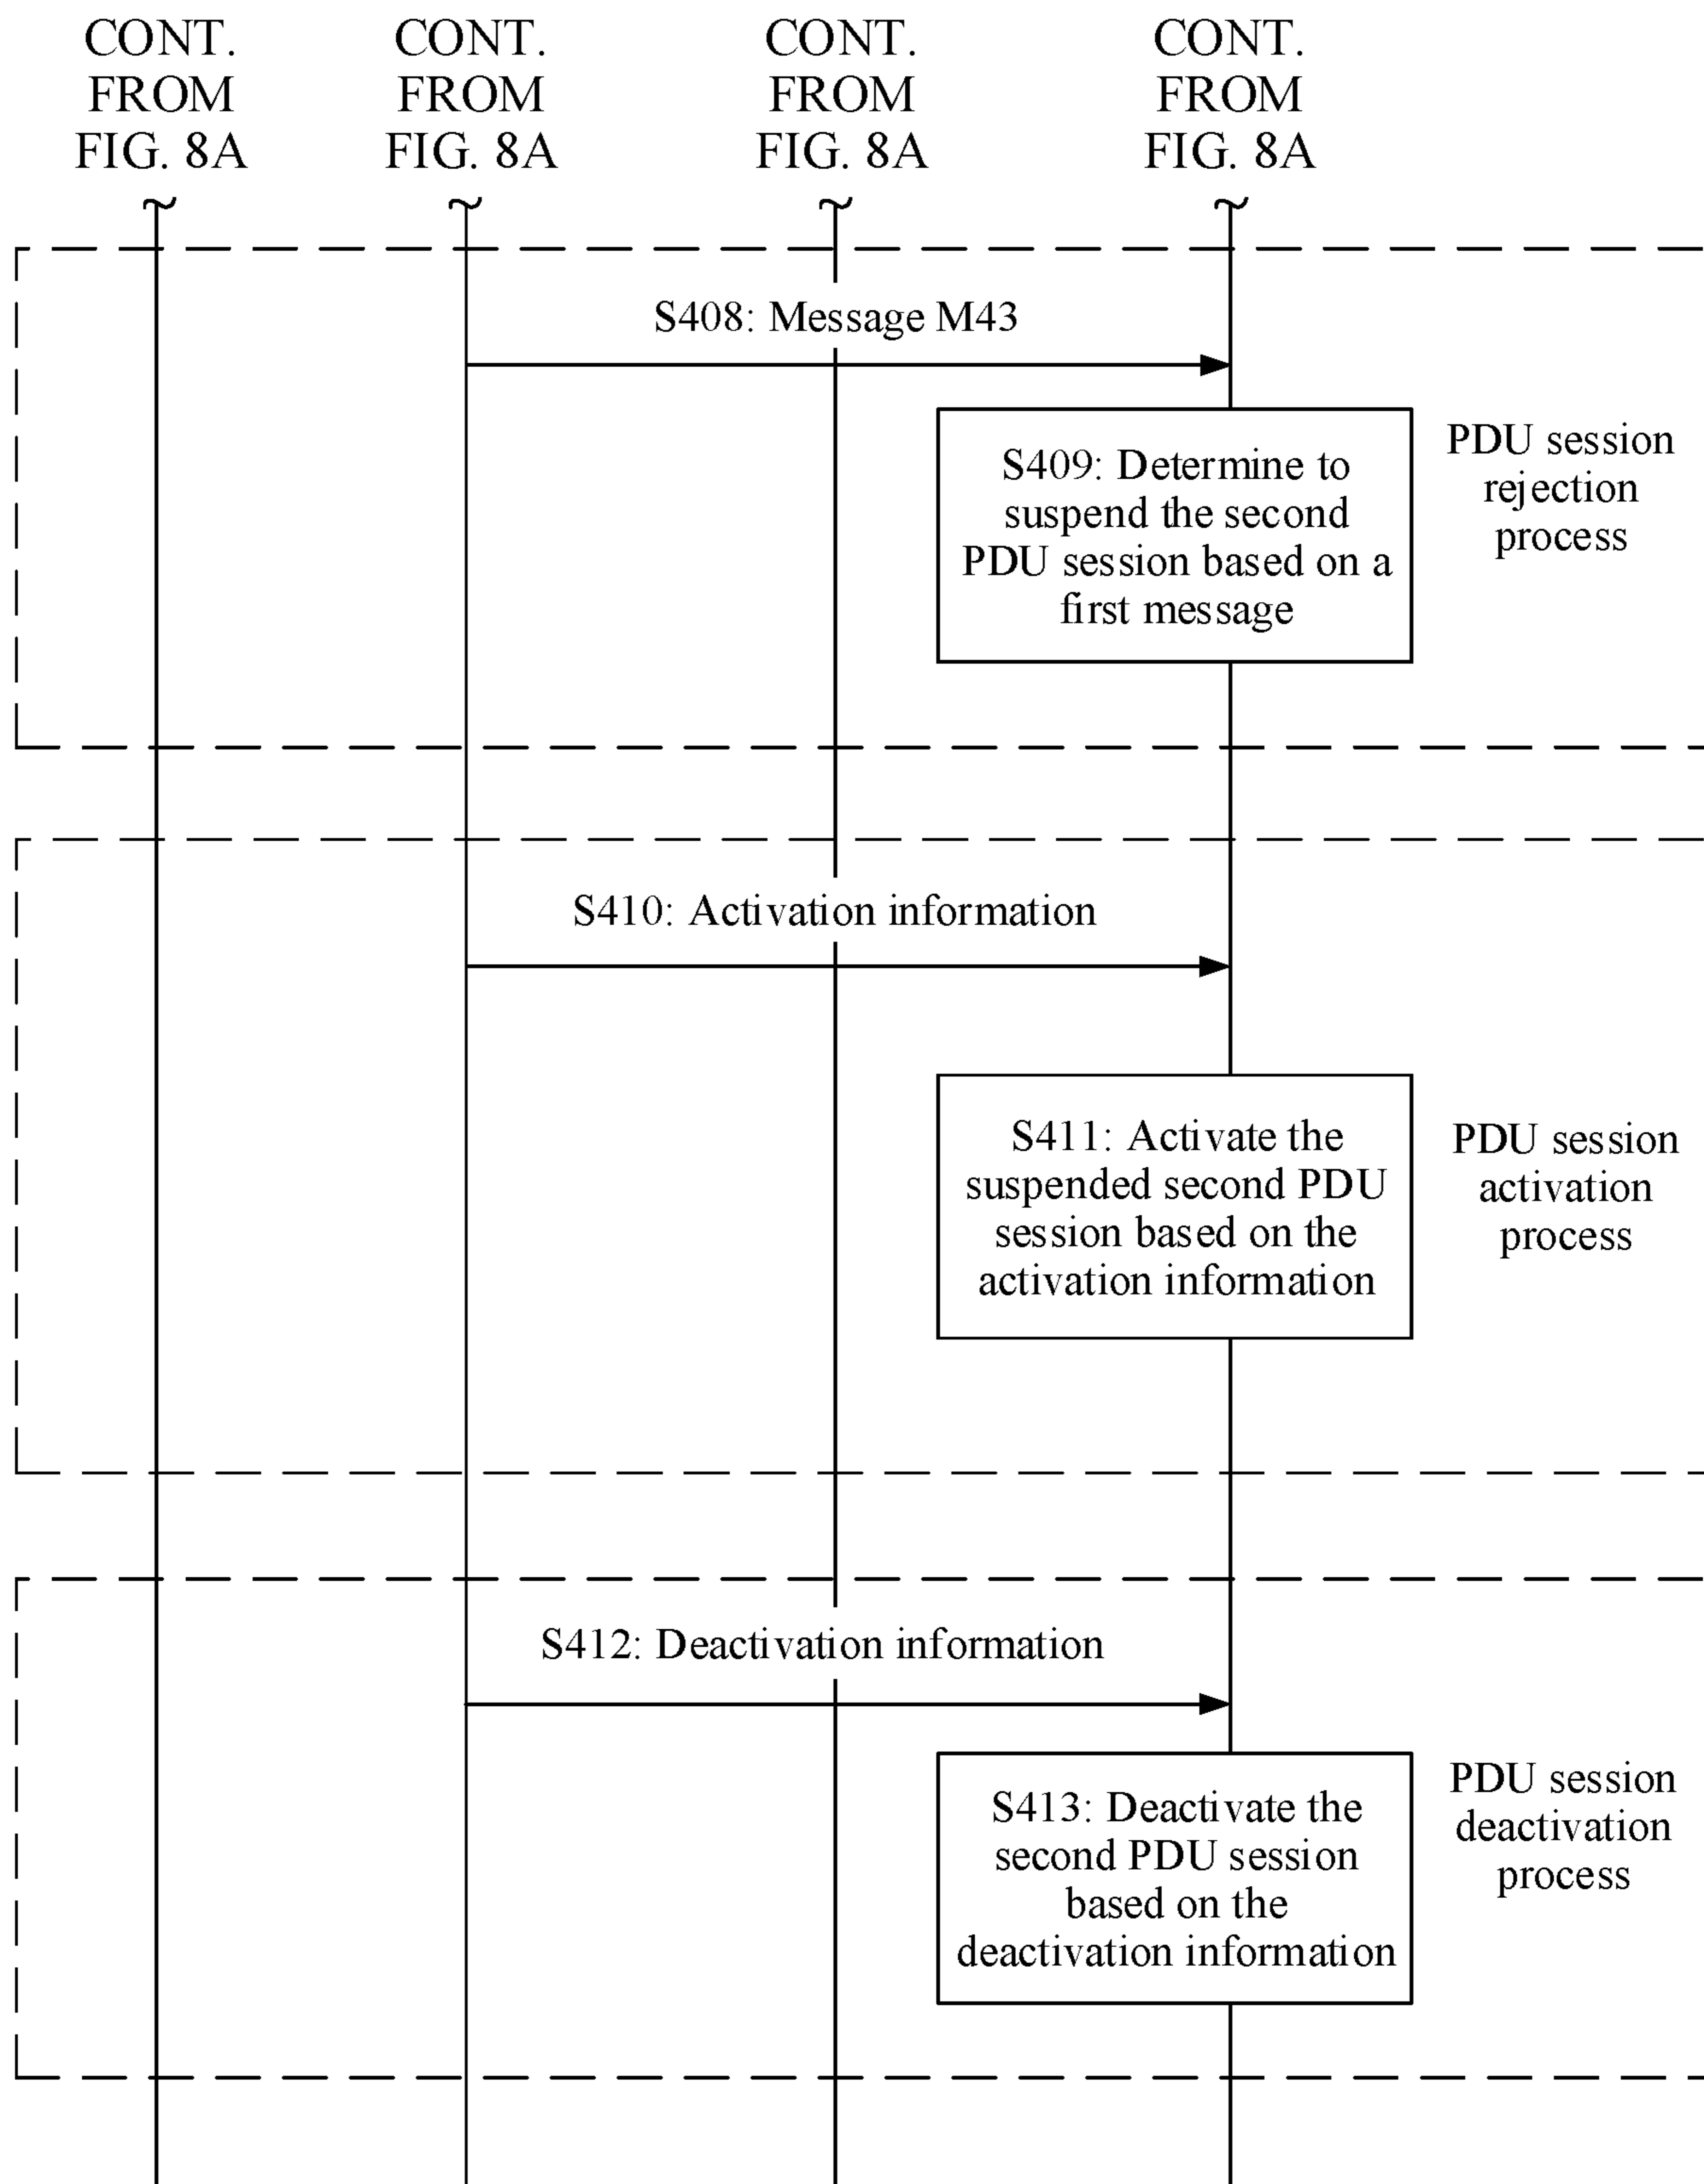 CONT.
FROM
FIG. 8A
CONT.
FROM
FIG. 8A
CONT.
FROM
FIG. 8A
CONT.
FROM
FIG. 8A
S408: Message M43
S409: Determine to
suspend the second
PDU session based on a
first message
PDU session
rejection
process
S410: Activation information
S411: Activate the
suspended second PDU
session based on the
activation information
PDU session
activation
process
S412: Deactivation information
S413: Deactivate the
second PDU session
based on the
deactivation information
PDU session
deactivation
process